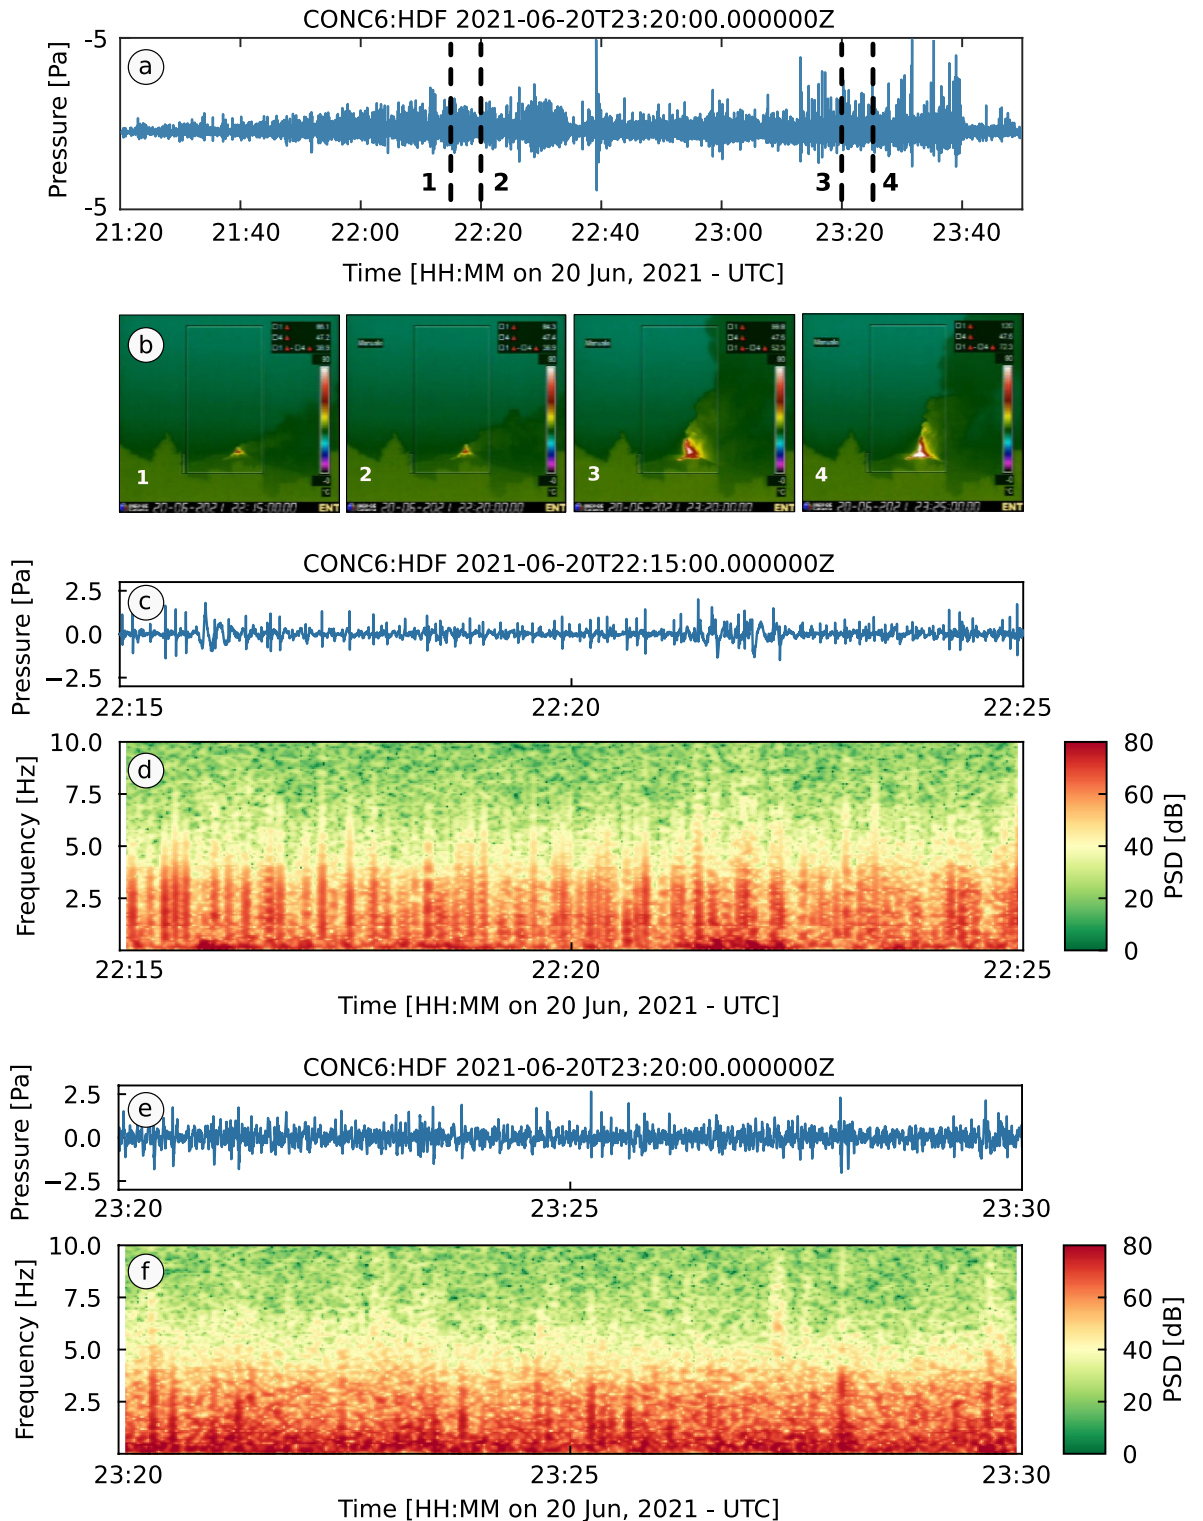 CONC6:HDF 2021-06-20T23:20:00.000000Z
a
Pressure [Pa]
-5
-5
1 2 3 4
21:20 21:40 22:00 22:20 22:40 23:00 23:20 23:40
Time [HH:MM on 20 Jun, 2021 - UTC]
b
1
20-06-2021 22:15:00.00 ENT
Manuale
2
20-06-2021 22:20:00.00 ENT
Manuale
3
20-06-2021 23:20:00.00 ENT
Manuale
4
20-06-2021 23:25:00.00 ENT
CONC6:HDF 2021-06-20T22:15:00.000000Z
c
Pressure [Pa]
2.5
0.0
−2.5
22:15 22:20 22:25
d
Frequency [Hz]
10.0
7.5
5.0
2.5
22:15 22:20 22:25
Time [HH:MM on 20 Jun, 2021 - UTC]
80
60
40
20
0
PSD [dB]
CONC6:HDF 2021-06-20T23:20:00.000000Z
e
Pressure [Pa]
2.5
0.0
−2.5
23:20 23:25 23:30
f
Frequency [Hz]
10.0
7.5
5.0
2.5
23:20 23:25 23:30
Time [HH:MM on 20 Jun, 2021 - UTC]
80
60
40
20
0
PSD [dB]